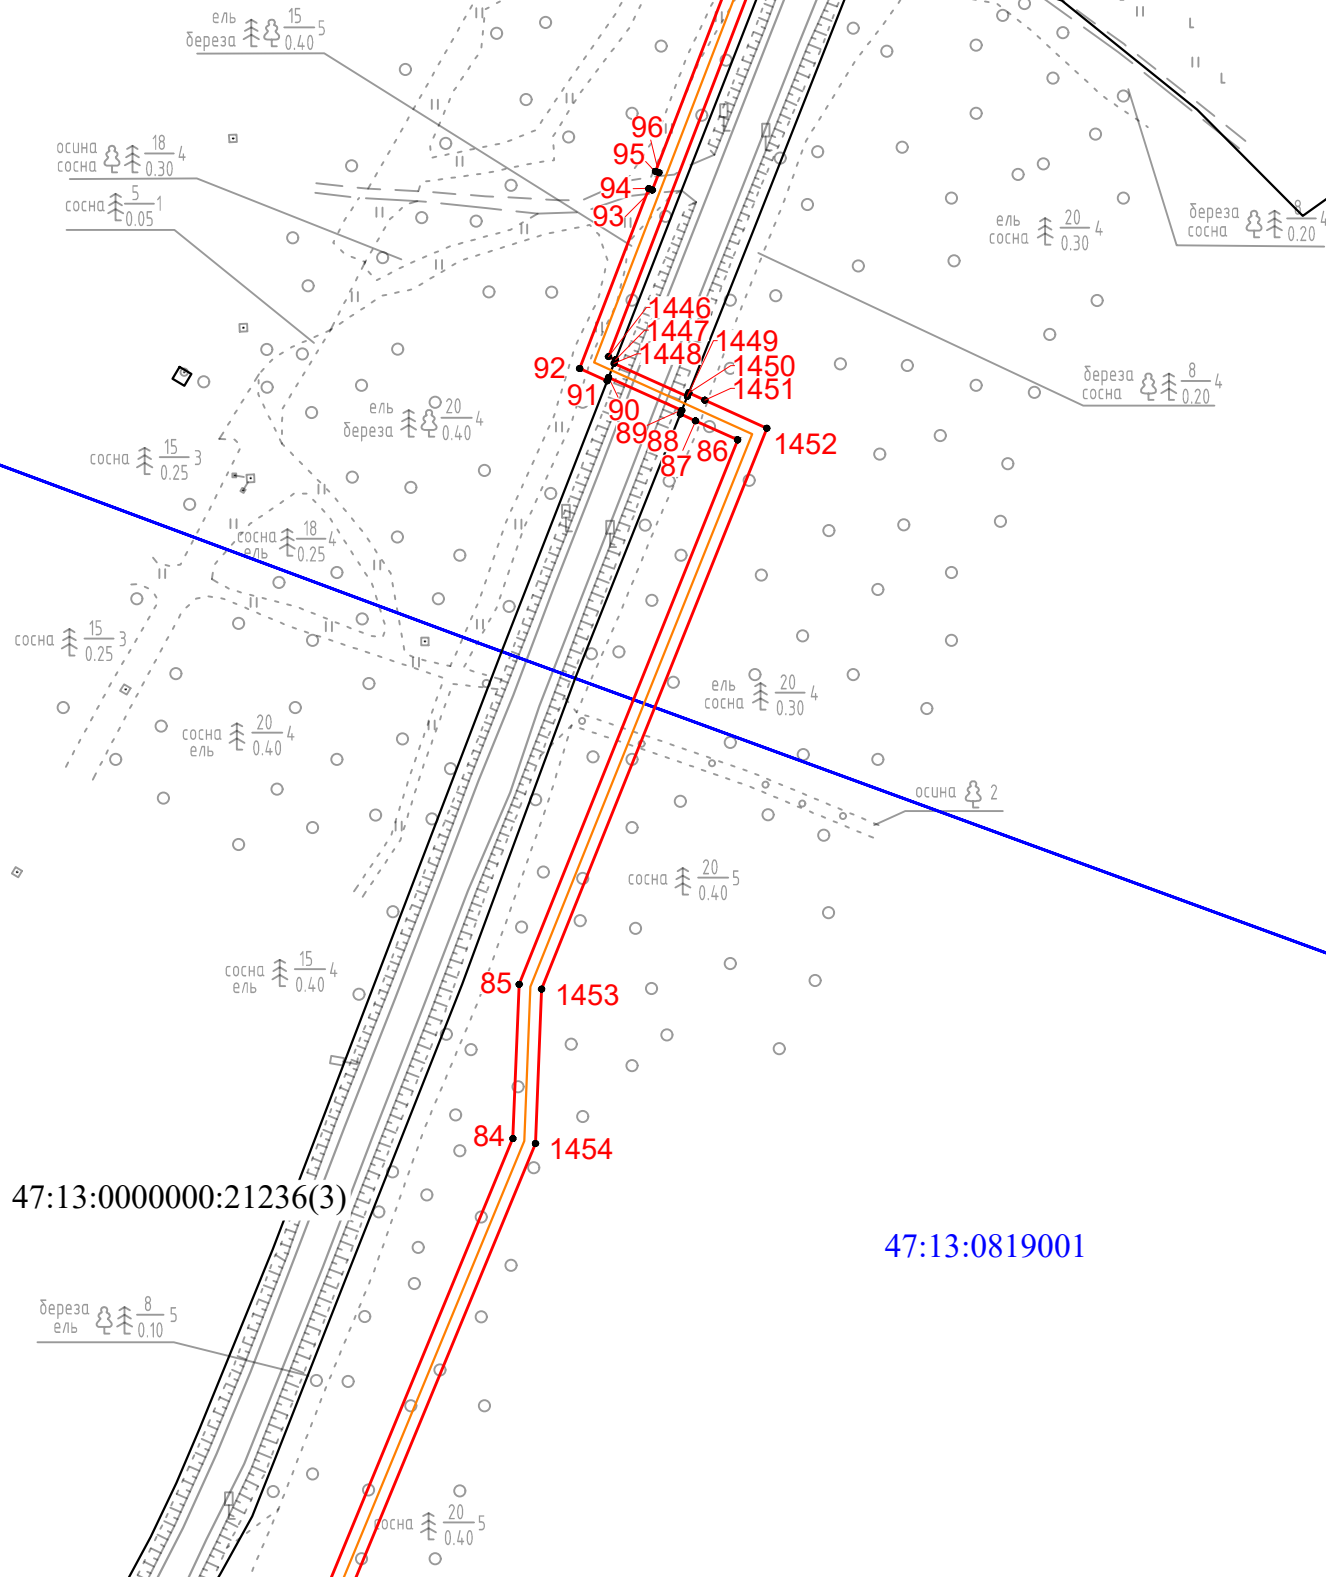 ель
береза 15 5
0.40
осина
сосна 18 4
0.30
сосна 5 1
0.05
96
95
94
93
ель
сосна 20 4
0.30
береза
сосна 8 4
0.20
1446
1447
1448
1449
1450
1451
1452
92
91
90
89
88
87
86
береза
сосна 8 4
0.20
ель
береза 20 4
0.40
сосна 15 3
0.25
сосна
ель 18 4
0.25
сосна 15 3
0.25
ель
сосна 20 4
0.30
сосна
ель 20 4
0.40
осина 2
сосна 20 5
0.40
сосна
ель 15 4
0.40
85
1453
84
1454
47:13:0000000:21236(3)
47:13:0819001
береза
ель 8 5
0.10
сосна 20 5
0.40